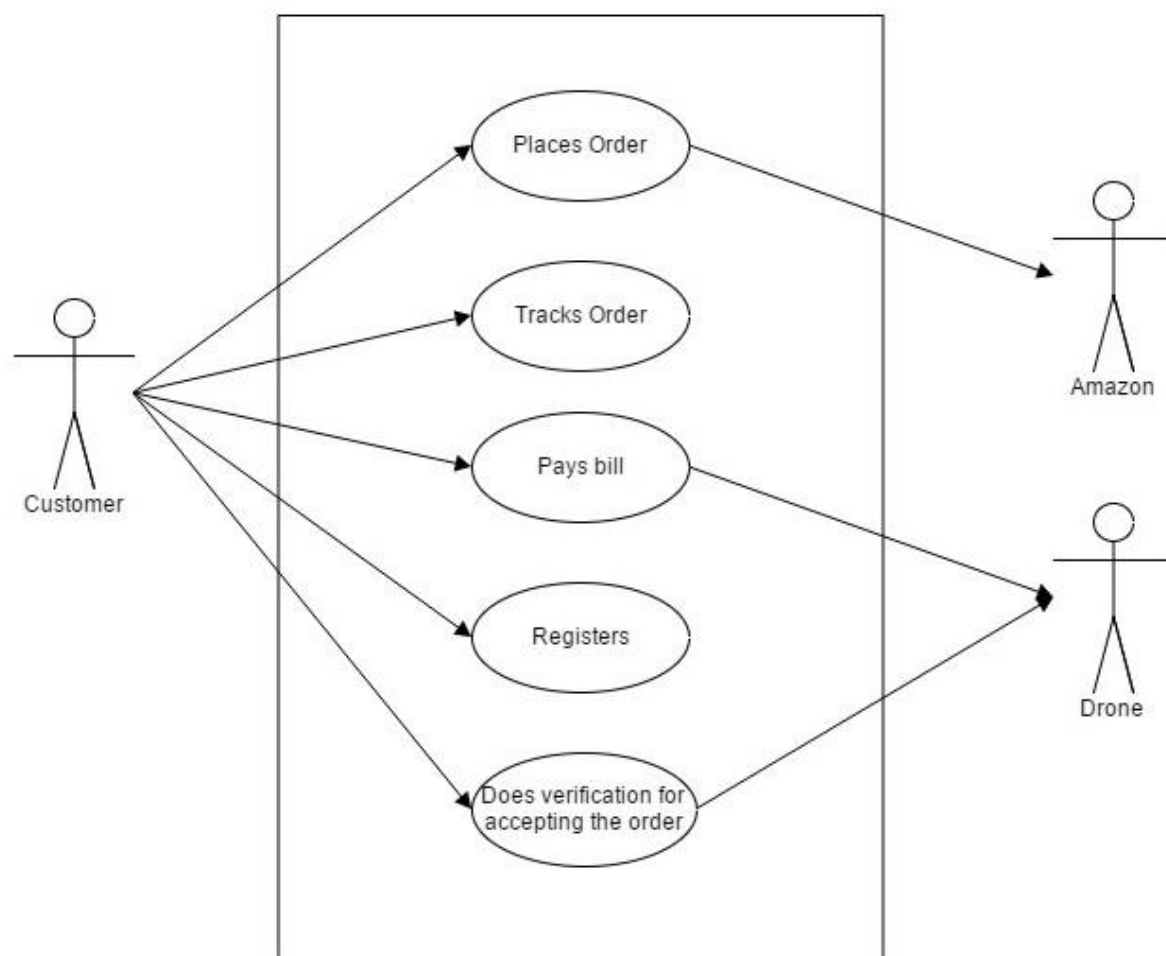 Places Order
Tracks Order
Amazon
Customer
Pays bill
Registers
Drone
Does verification for
accepting the order